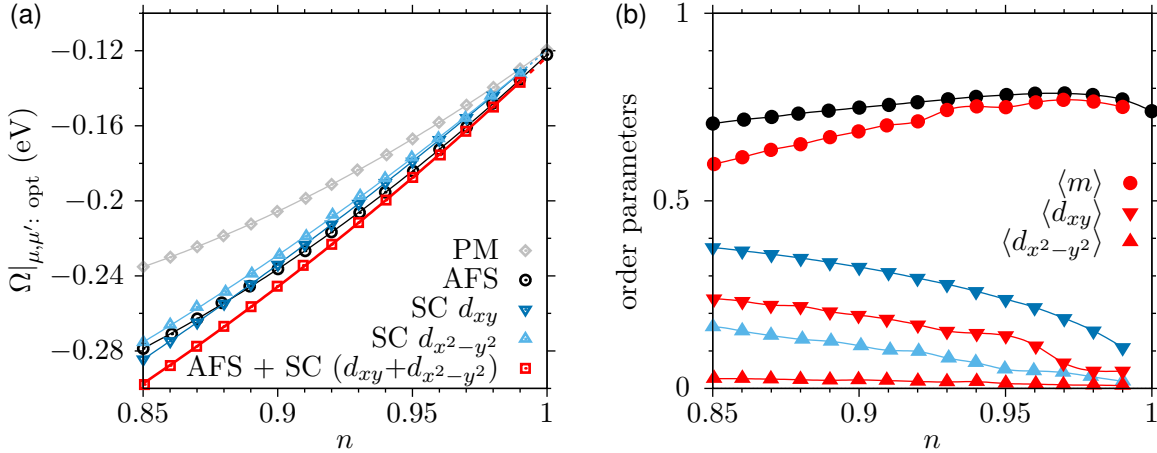 (a)
−0.12
−0.16
−0.2
−0.24
−0.28
Ω|μ,μ′: opt (eV)
PM
AFS
SC dxy
SC dx2−y2
AFS + SC (dxy+dx2−y2)
0.85
0.9
0.95
1
n
(b)
1
0.5
0
order parameters
⟨m⟩
⟨dxy⟩
⟨dx2−y2⟩
0.85
0.9
0.95
1
n